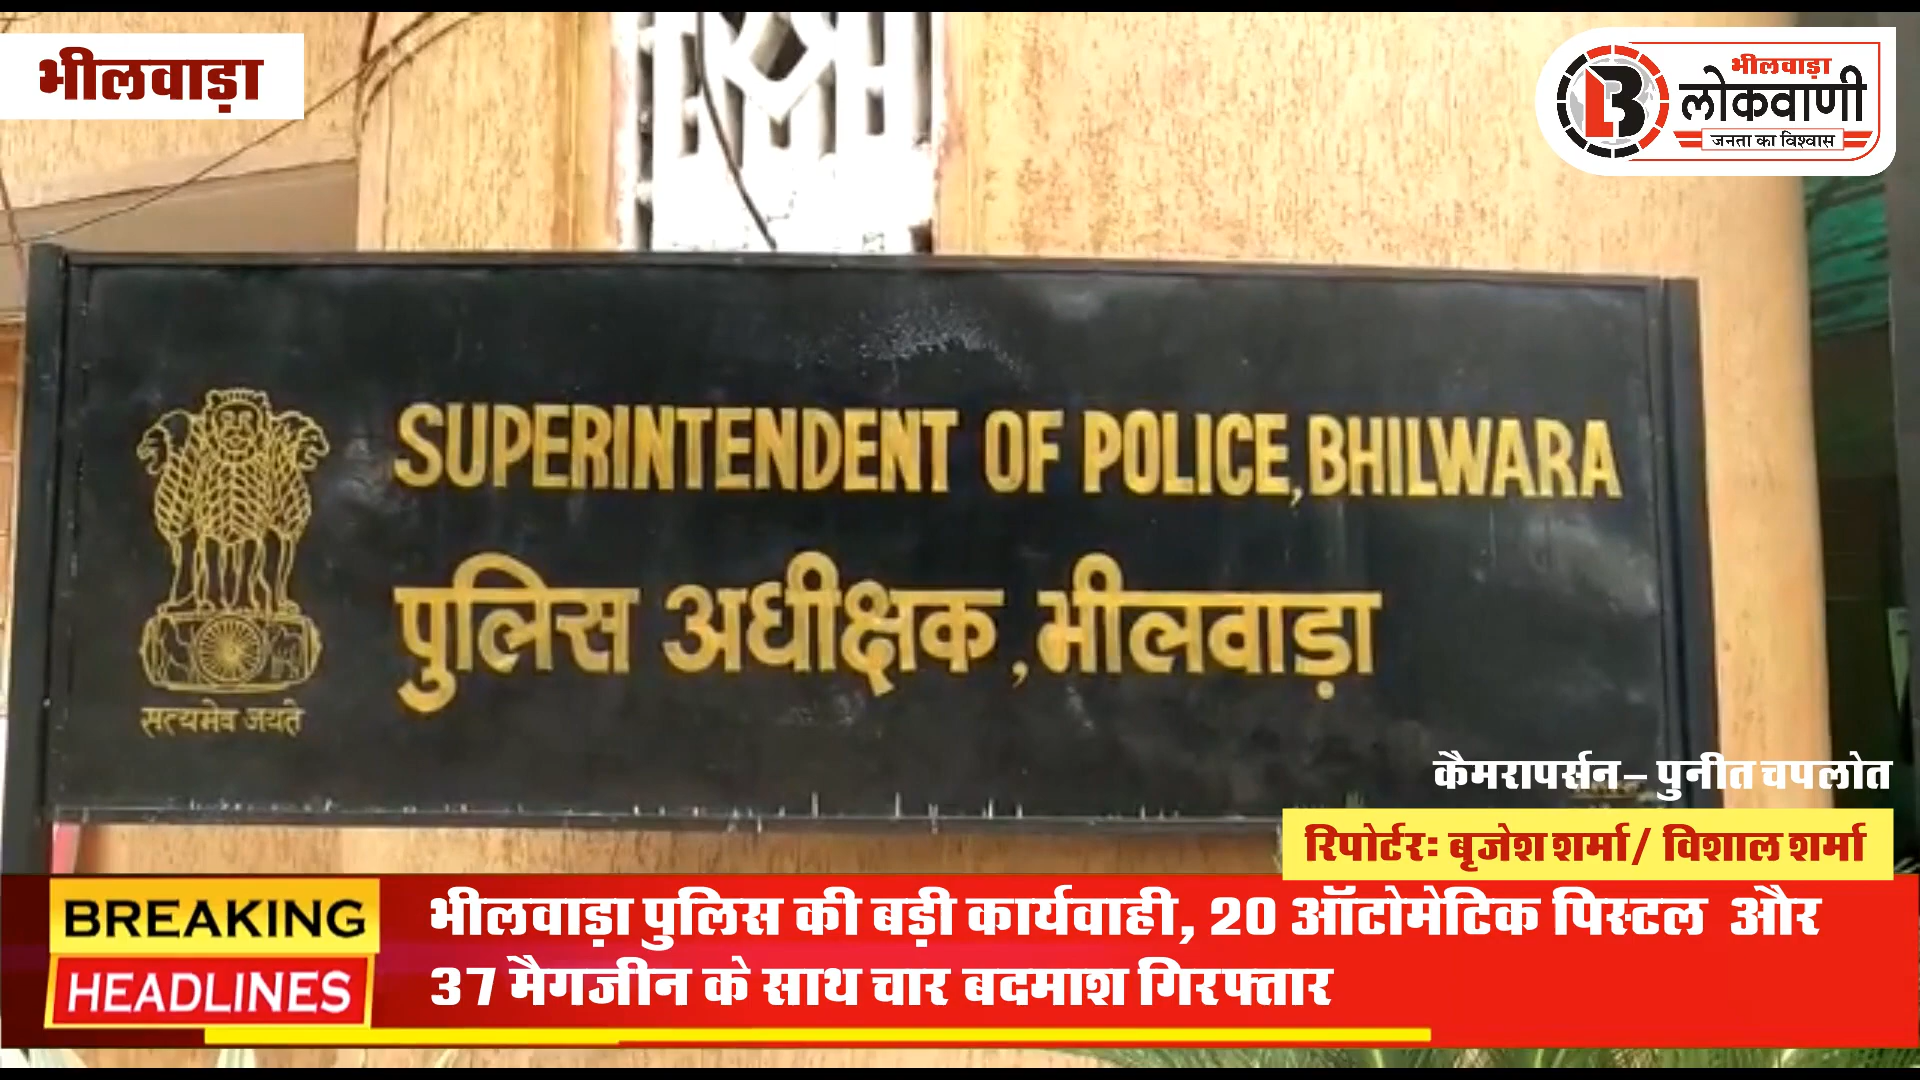 भीलवाड़ा
भीलवाड़ा
लोकवाणी
जनता का विश्वास
SUPERINTENDENT OF POLICE, BHILWARA
पुलिस अधीक्षक, भीलवाड़ा
सत्यमेव जयते
कैमरापर्सन- पुनीत चपलोत
रिपोर्टर: बृजेश शर्मा/ विशाल शर्मा
BREAKING
HEADLINES
भीलवाड़ा पुलिस की बड़ी कार्यवाही, 20 ऑटोमेटिक पिस्टल और
37 मैगजीन के साथ चार बदमाश गिरफ्तार